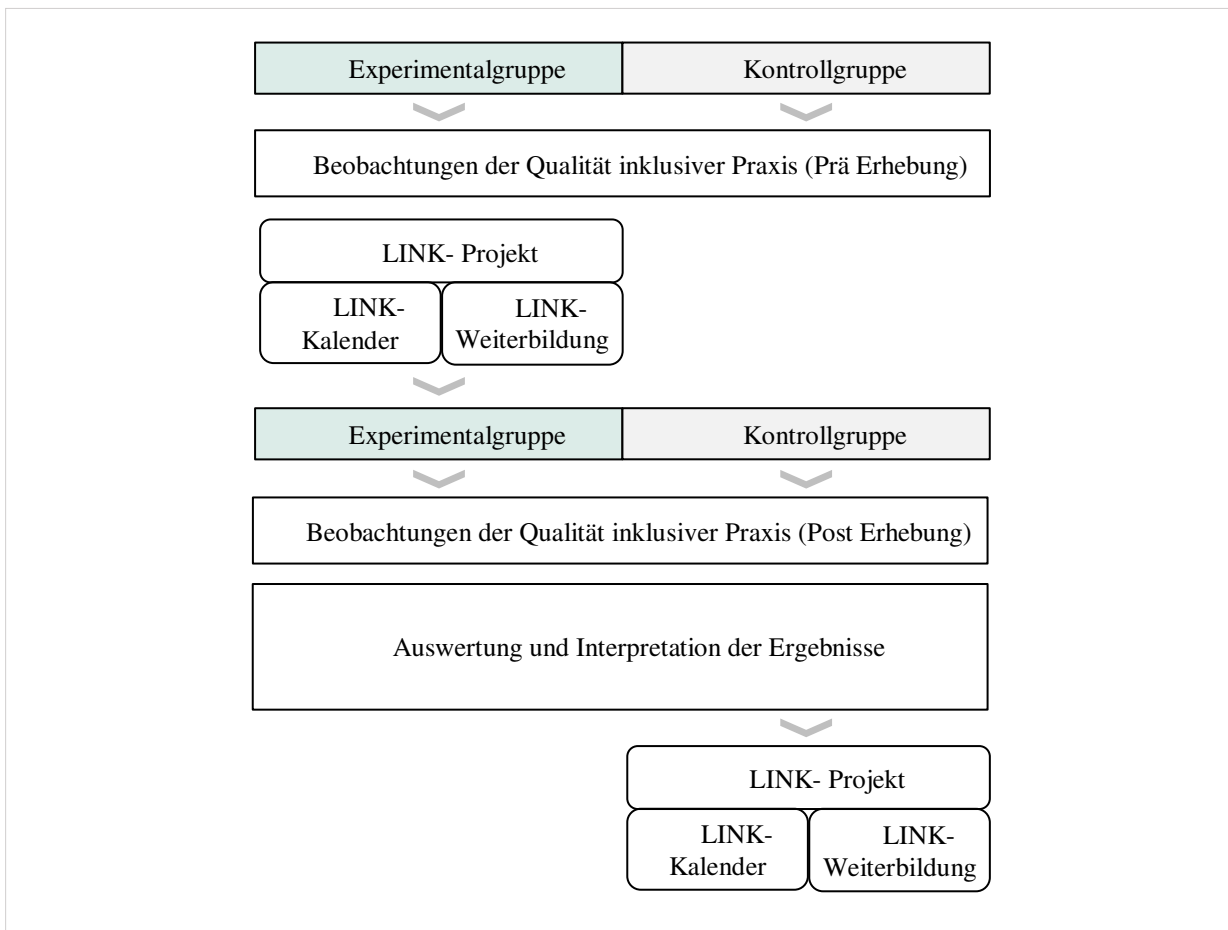 Experimentalgruppe
Kontrollgruppe
Beobachtungen der Qualität inklusiver Praxis (Prä Erhebung)
LINK- Projekt
LINK-
Kalender
LINK-
Weiterbildung
Experimentalgruppe
Kontrollgruppe
Beobachtungen der Qualität inklusiver Praxis (Post Erhebung)
Auswertung und Interpretation der Ergebnisse
LINK- Projekt
LINK-
Kalender
LINK-
Weiterbildung